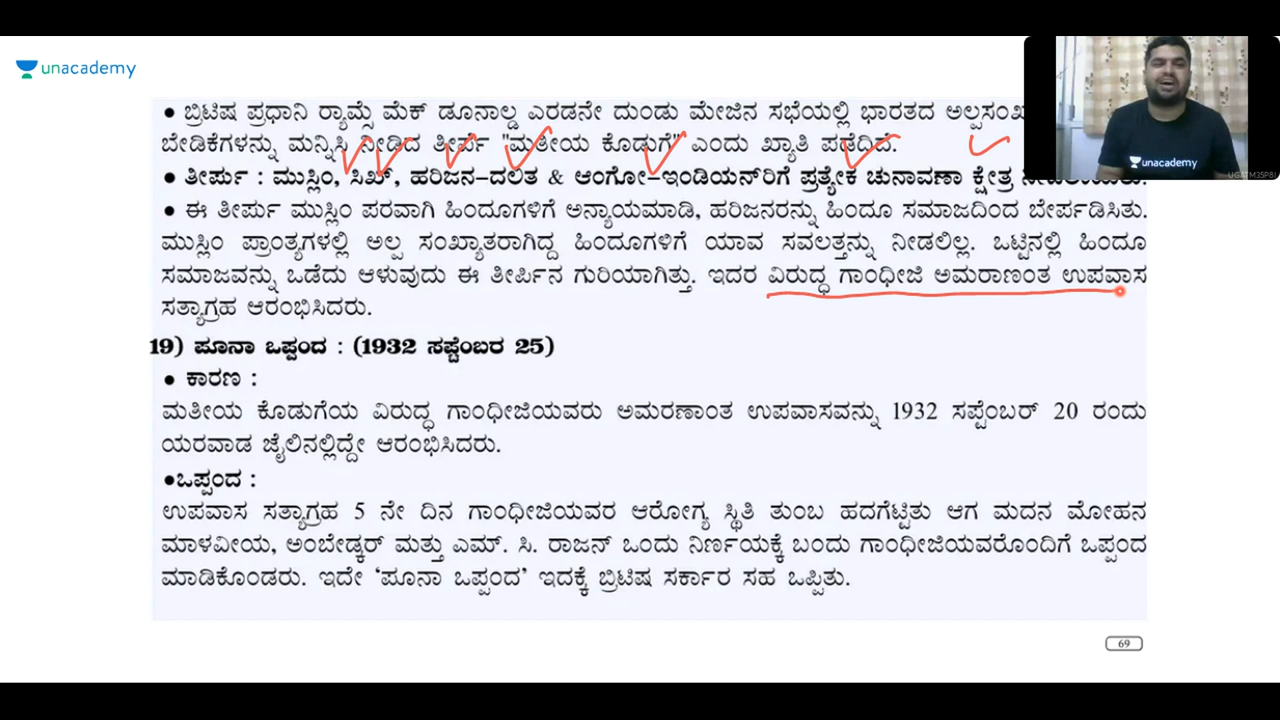 unacademy
• ಬ್ರಿಟಿಷ ಪ್ರಧಾನಿ ರ‍್ಯಾಮ್ಸೆ ಮೆಕ್ ಡೂನಾಲ್ಡ ಎರಡನೇ ದುಂಡು ಮೇಜಿನ ಸಭೆಯಲ್ಲಿ ಭಾರತದ
ಬೇಡಿಕೆಗಳನ್ನು ಮನ್ನಿಸಿ ನೀಡಿದ ತೀರ್ಪು "ಮತೀಯ ಕೊಡುಗೆ" ಎಂದು ಖ್ಯಾತಿ ಪಡೆದಿದೆ.
• ತೀರ್ಪು : ಮುಸ್ಲಿಂ, ಸಿಖ್, ಹರಿಜನ-ದಲಿತ & ಆಂಗೋ-ಇಂಡಿಯನ್‌ರಿಗೆ ಪ್ರತ್ಯೇಕ ಚುನಾವಣಾ ಕ್ಷೇತ್ರ
• ಈ ತೀರ್ಪು ಮುಸ್ಲಿಂ ಪರವಾಗಿ ಹಿಂದೂಗಳಿಗೆ ಅನ್ಯಾಯಮಾಡಿ, ಹರಿಜನರನ್ನು ಹಿಂದೂ ಸಮಾಜದಿಂದ ಬೇರ್ಪಡಿಸಿತು.
ಮುಸ್ಲಿಂ ಪ್ರಾಂತ್ಯಗಳಲ್ಲಿ ಅಲ್ಪ ಸಂಖ್ಯಾತರಾಗಿದ್ದ ಹಿಂದೂಗಳಿಗೆ ಯಾವ ಸವಲತ್ತನ್ನು ನೀಡಲಿಲ್ಲ. ಒಟ್ಟಿನಲ್ಲಿ ಹಿಂದೂ
ಸಮಾಜವನ್ನು ಒಡೆದು ಆಳುವುದು ಈ ತೀರ್ಪಿನ ಗುರಿಯಾಗಿತ್ತು. ಇದರ ವಿರುದ್ಧ ಗಾಂಧೀಜಿ ಅಮರಾಣಂತ ಉಪವಾಸ
ಸತ್ಯಾಗ್ರಹ ಆರಂಭಿಸಿದರು.
19) ಪೂನಾ ಒಪ್ಪಂದ : (1932 ಸಪ್ಟೆಂಬರ 25)
• ಕಾರಣ :
ಮತೀಯ ಕೊಡುಗೆಯ ವಿರುದ್ಧ ಗಾಂಧೀಜಿಯವರು ಅಮರಣಾಂತ ಉಪವಾಸವನ್ನು 1932 ಸಪ್ಟೆಂಬರ್ 20 ರಂದು
ಯರವಾಡ ಜೈಲಿನಲ್ಲಿದ್ದೇ ಆರಂಭಿಸಿದರು.
•ಒಪ್ಪಂದ :
ಉಪವಾಸ ಸತ್ಯಾಗ್ರಹ 5 ನೇ ದಿನ ಗಾಂಧೀಜಿಯವರ ಆರೋಗ್ಯ ಸ್ಥಿತಿ ತುಂಬ ಹದಗೆಟ್ಟಿತು ಆಗ ಮದನ ಮೋಹನ
ಮಾಳವೀಯ, ಅಂಬೇಡ್ಕರ್ ಮತ್ತು ಎಮ್. ಸಿ. ರಾಜನ್ ಒಂದು ನಿರ್ಣಯಕ್ಕೆ ಬಂದು ಗಾಂಧೀಜಿಯವರೊಂದಿಗೆ ಒಪ್ಪಂದ
ಮಾಡಿಕೊಂಡರು. ಇದೇ 'ಪೂನಾ ಒಪ್ಪಂದ' ಇದಕ್ಕೆ ಬ್ರಿಟಿಷ ಸರ್ಕಾರ ಸಹ ಒಪ್ಪಿತು.
69
unacademy